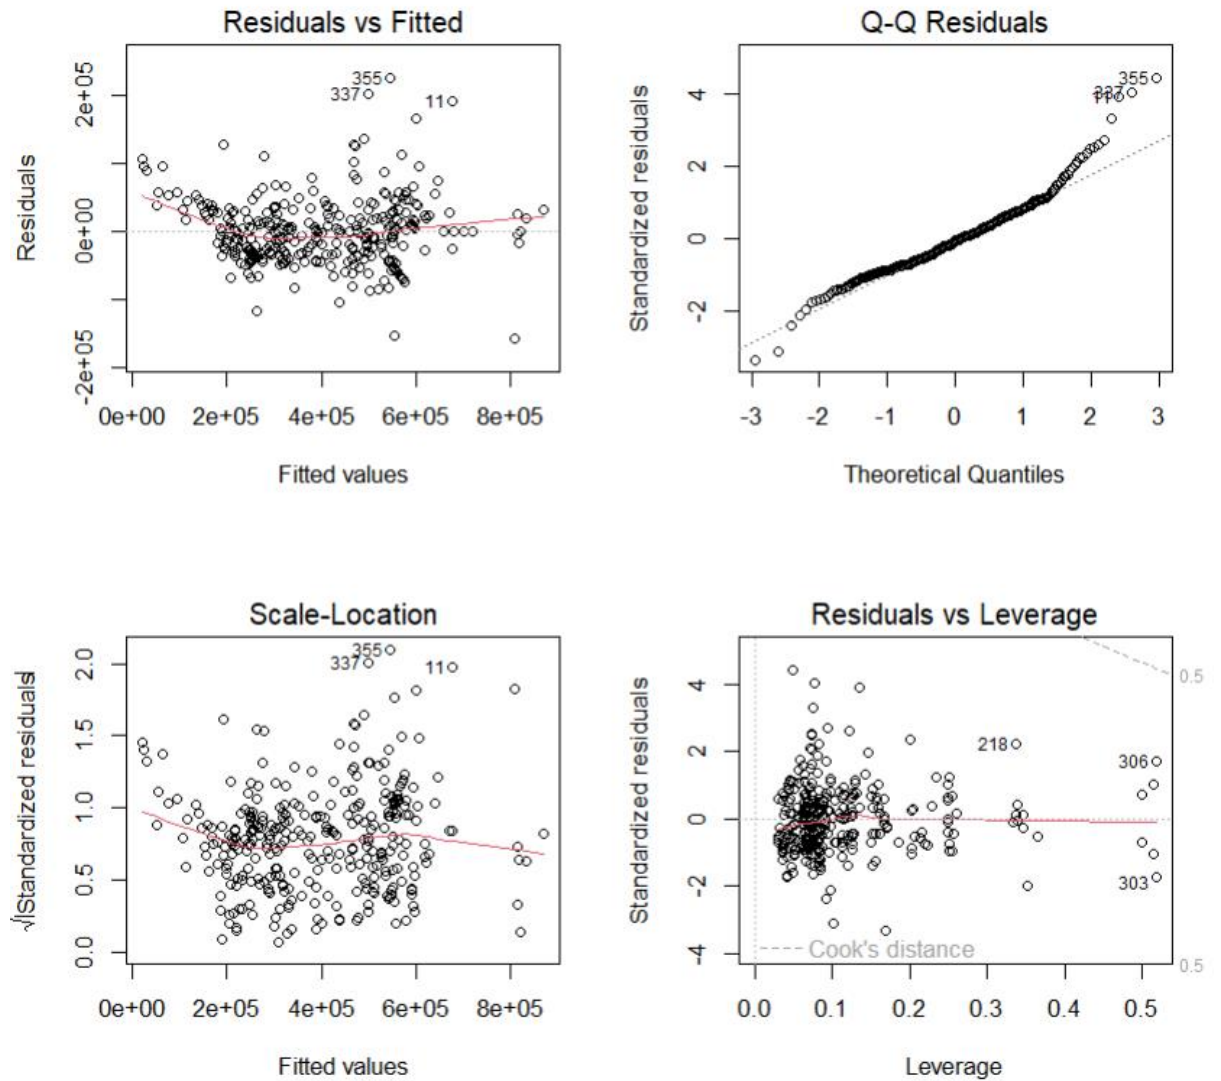 Residuals vs Fitted
Residuals
2e+05
0e+00
-2e+05
355
337
11
0e+00 2e+05 4e+05 6e+05 8e+05
Fitted values
Q-Q Residuals
Standardized residuals
4
2
0
-2
355
337
11
-3 -2 -1 0 1 2 3
Theoretical Quantiles
Scale-Location
√|Standardized residuals|
2.0
1.5
1.0
0.5
0.0
355
337
11
0e+00 2e+05 4e+05 6e+05 8e+05
Fitted values
Residuals vs Leverage
Standardized residuals
4
2
0
-2
-4
0.5
218
306
303
Cook's distance
0.5
0.0 0.1 0.2 0.3 0.4 0.5
Leverage